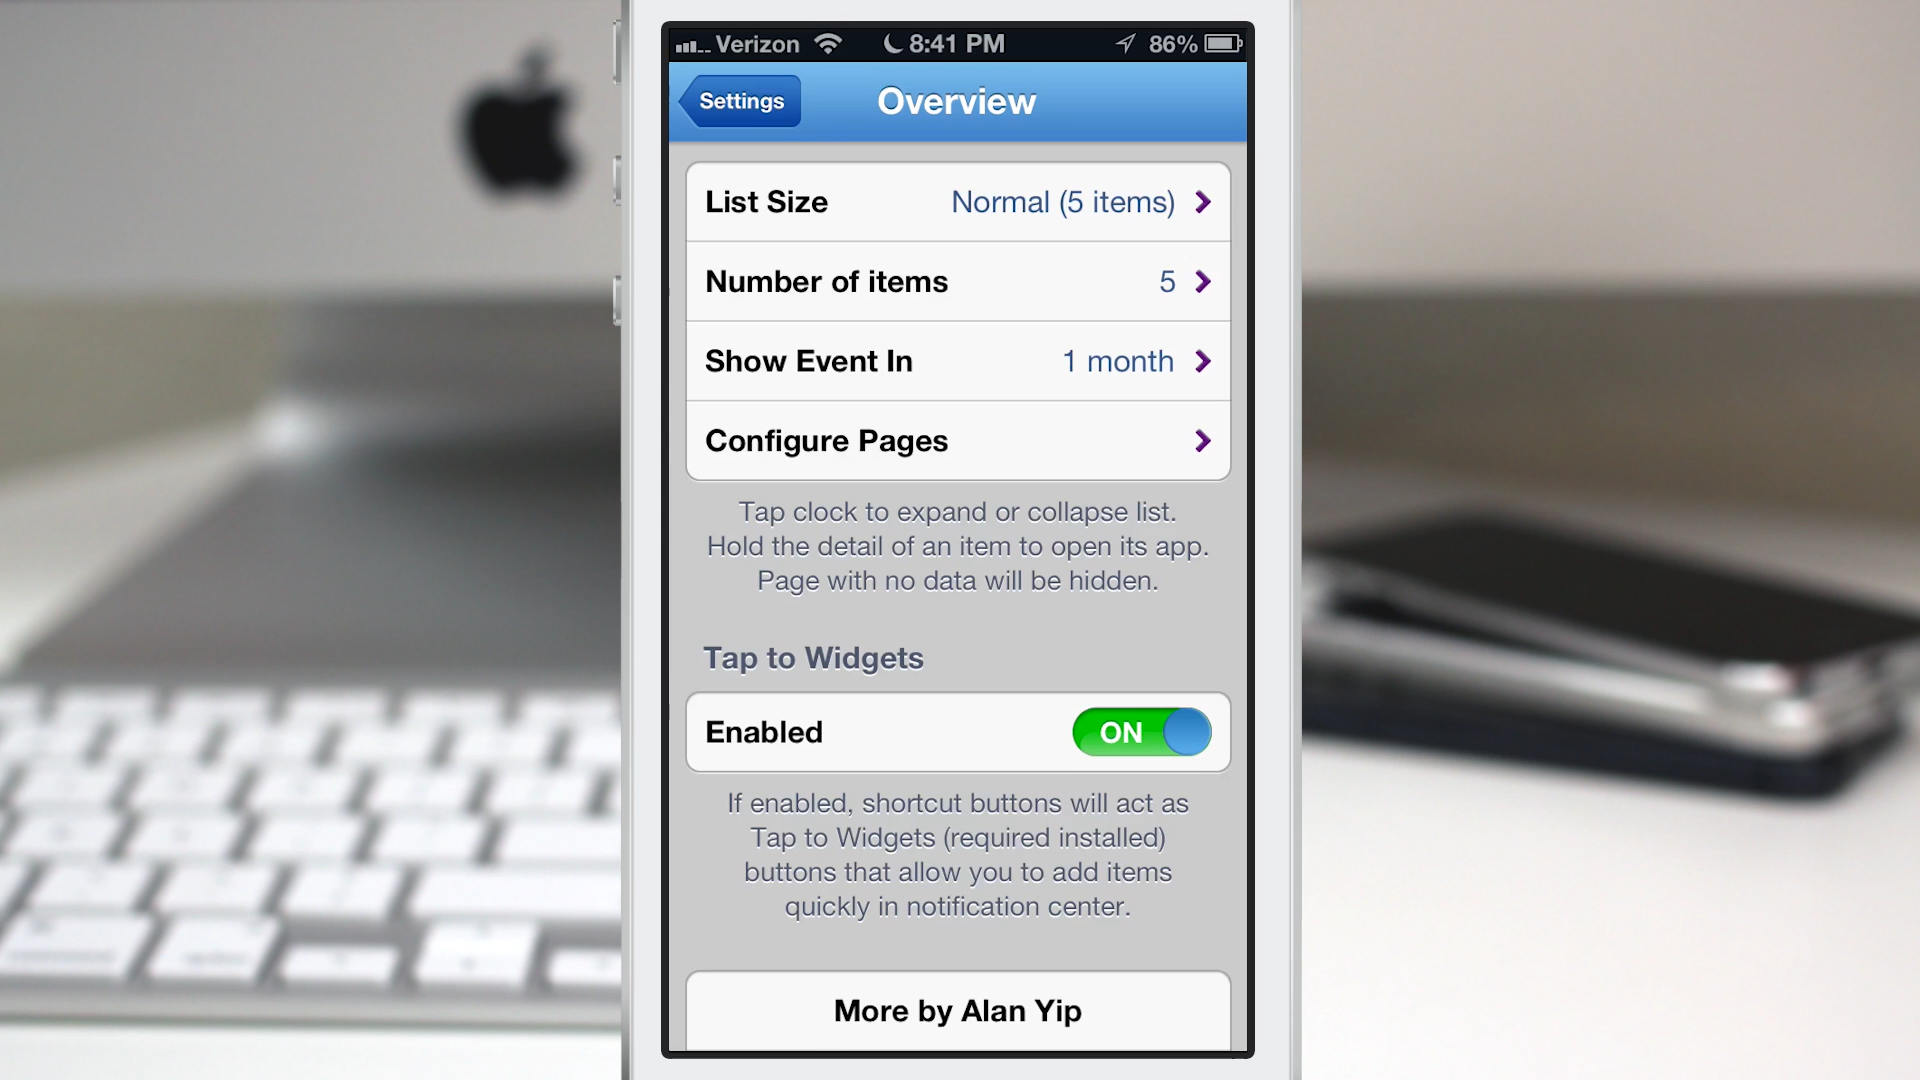 Verizon 8:41 PM 86%
Settings Overview
List Size Normal (5 items)
Number of items 5
Show Event In 1 month
Configure Pages
Tap clock to expand or collapse list.
Hold the detail of an item to open its app.
Page with no data will be hidden.
Tap to Widgets
Enabled ON
If enabled, shortcut buttons will act as
Tap to Widgets (required installed)
buttons that allow you to add items
quickly in notification center.
More by Alan Yip